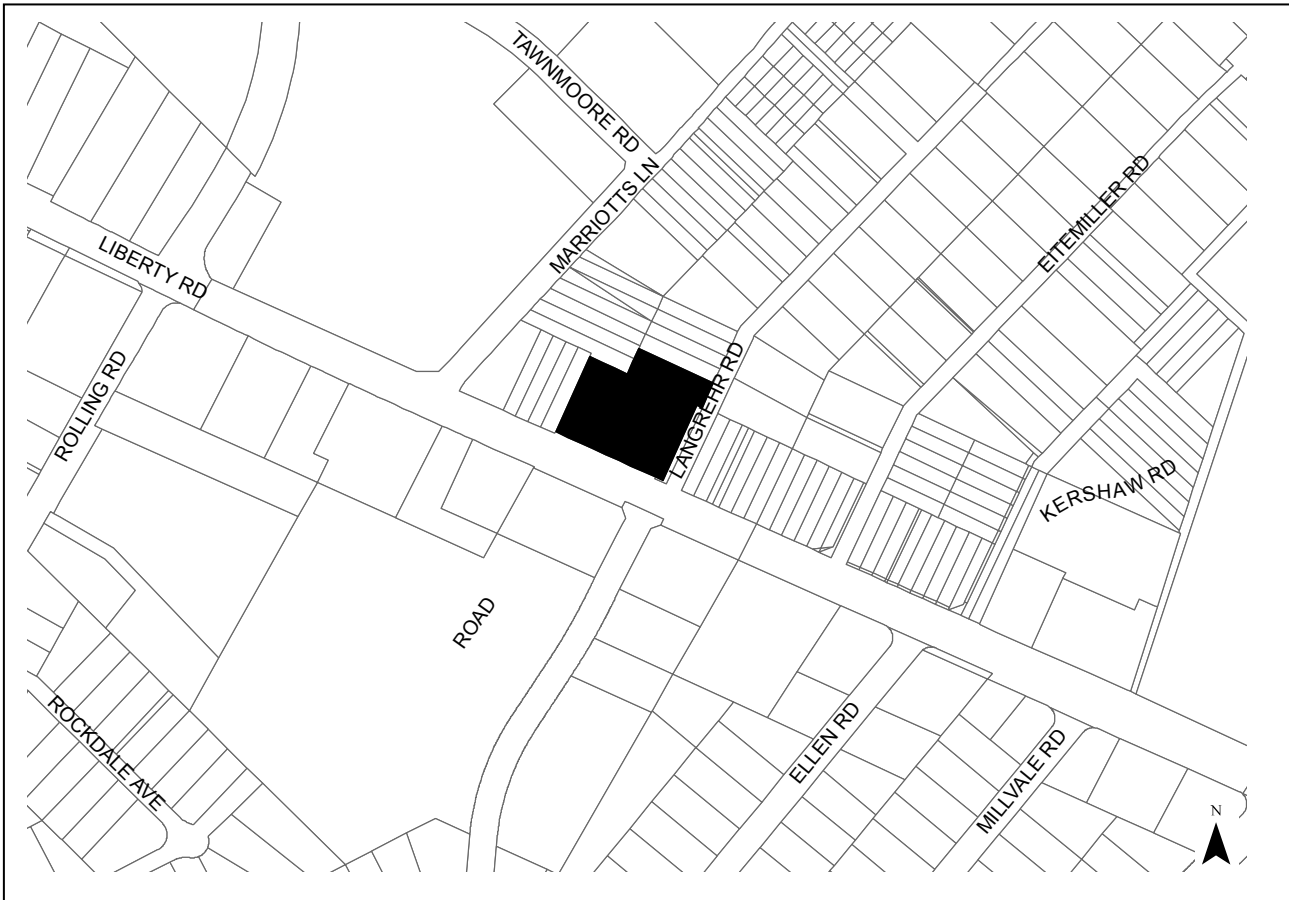 TAWNMOORE RD
MARRIOTTS LN
EITEMILLER RD
LIBERTY RD
ROLLING RD
LANGREHR RD
KERSHAW RD
ROAD
ROCKDALE AVE
ELLEN RD
MILLVALE RD
N